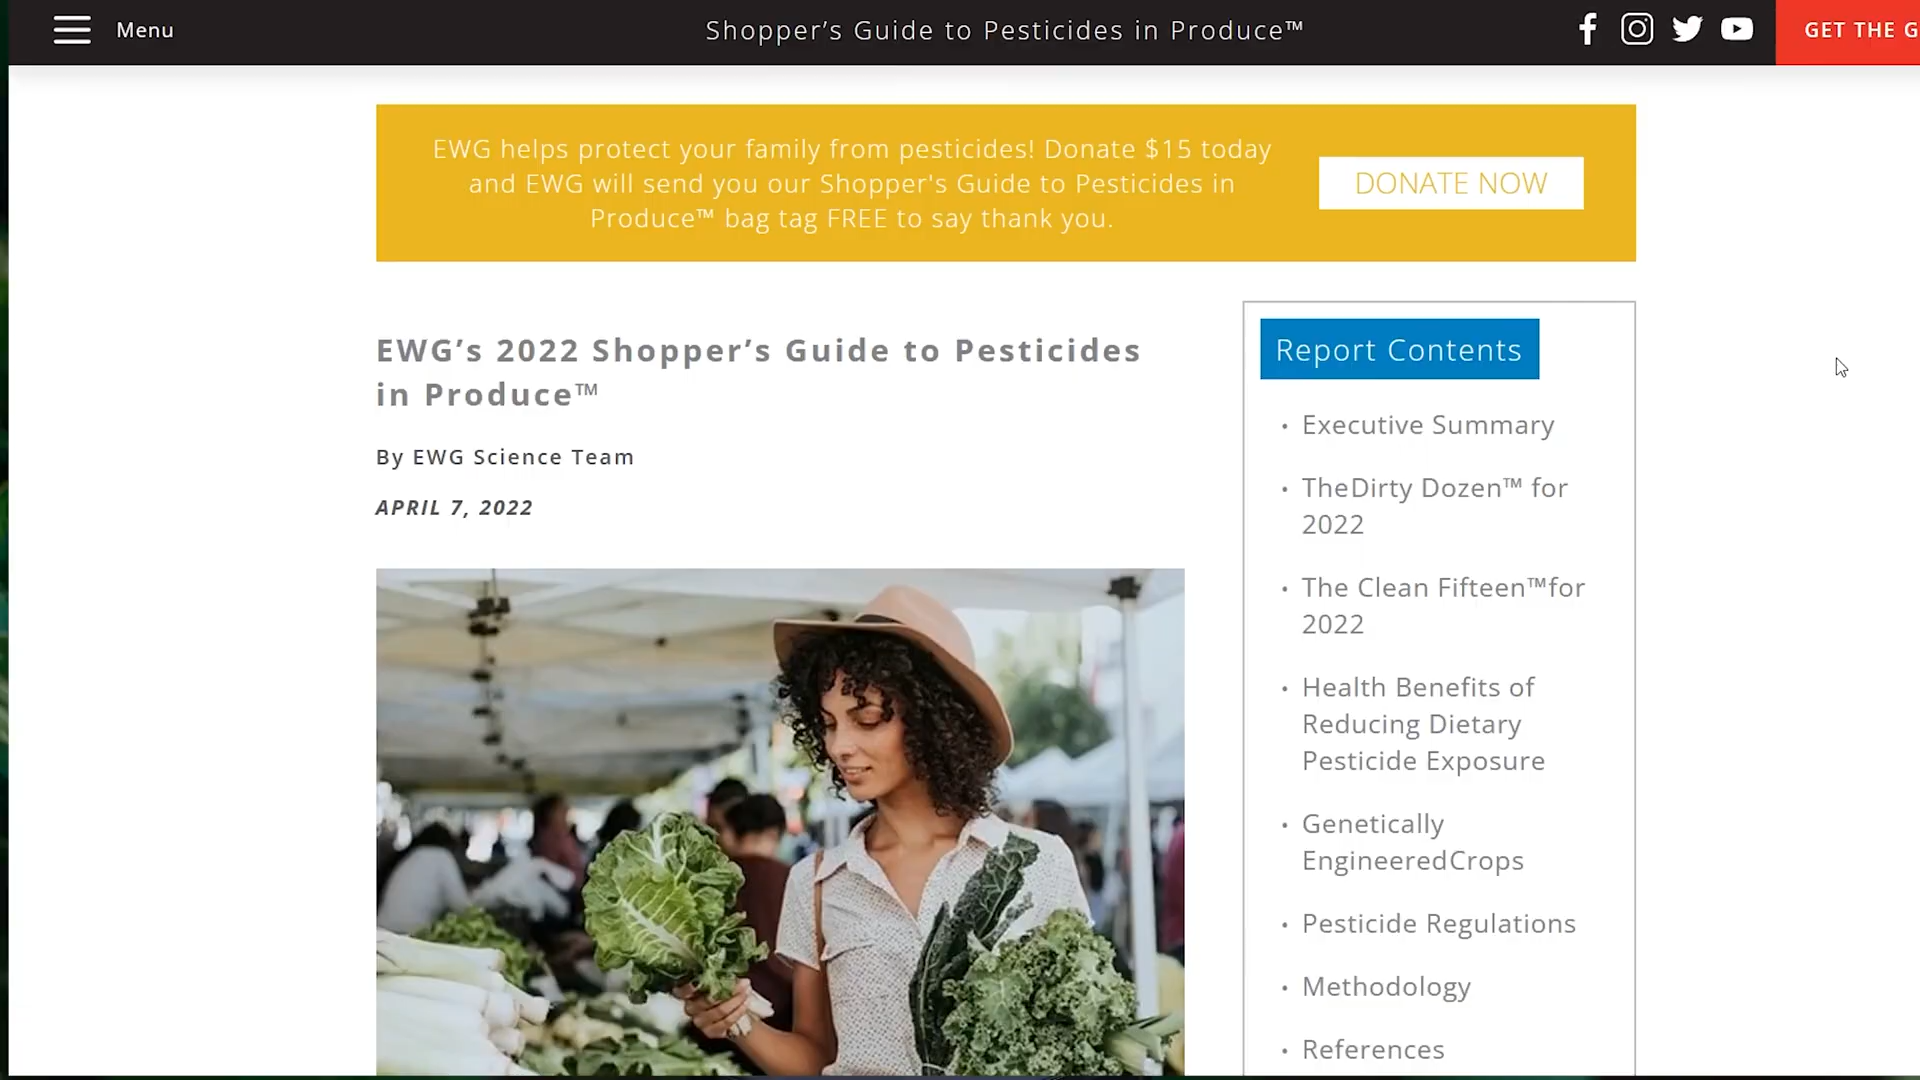 Menu
Shopper’s Guide to Pesticides in Produce™
GET THE G
EWG helps protect your family from pesticides! Donate $15 today
and EWG will send you our Shopper's Guide to Pesticides in
Produce™ bag tag FREE to say thank you.
DONATE NOW
EWG’s 2022 Shopper’s Guide to Pesticides
in Produce™
By EWG Science Team
APRIL 7, 2022
Report Contents
• Executive Summary
• TheDirty Dozen™ for
2022
• The Clean Fifteen™for
2022
• Health Benefits of
Reducing Dietary
Pesticide Exposure
• Genetically
EngineeredCrops
• Pesticide Regulations
• Methodology
• References